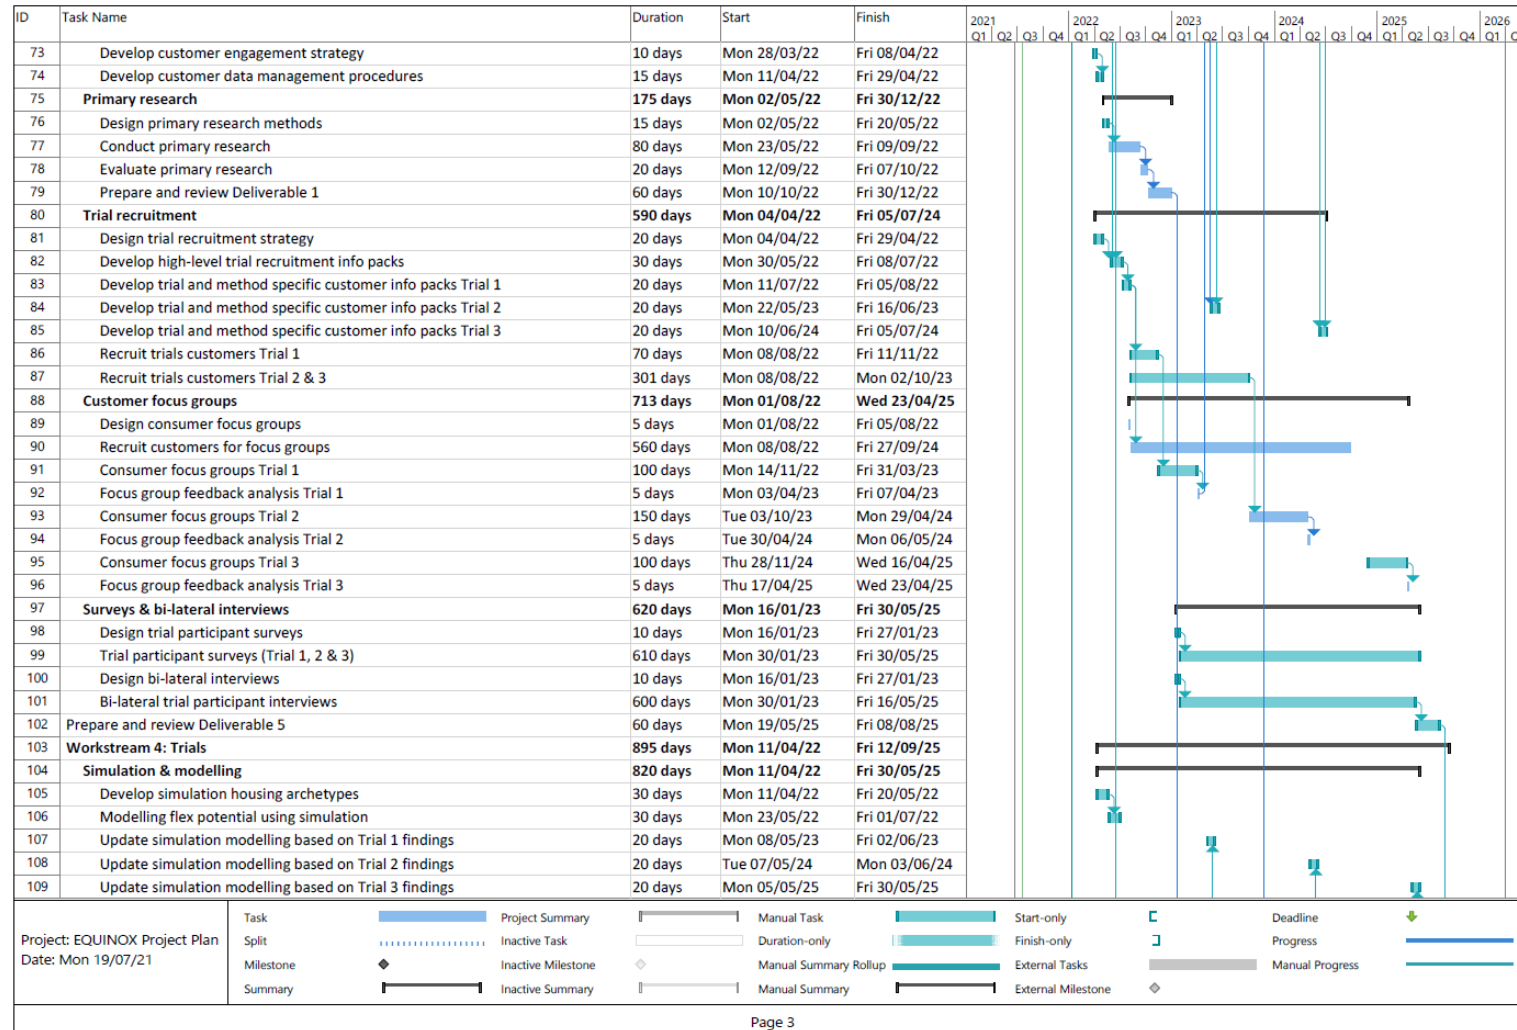 ID Task Name Duration Start Finish 2021 2022 2023 2024 2025 2026
Q1 Q2 Q3 Q4 Q1 Q2 Q3 Q4 Q1 Q2 Q3 Q4 Q1 Q2 Q3 Q4 Q1 Q2 Q3 Q4 Q1
73 Develop customer engagement strategy 10 days Mon 28/03/22 Fri 08/04/22
74 Develop customer data management procedures 15 days Mon 11/04/22 Fri 29/04/22
75 Primary research 175 days Mon 02/05/22 Fri 30/12/22
76 Design primary research methods 15 days Mon 02/05/22 Fri 20/05/22
77 Conduct primary research 80 days Mon 23/05/22 Fri 09/09/22
78 Evaluate primary research 20 days Mon 12/09/22 Fri 07/10/22
79 Prepare and review Deliverable 1 60 days Mon 10/10/22 Fri 30/12/22
80 Trial recruitment 590 days Mon 04/04/22 Fri 05/07/24
81 Design trial recruitment strategy 20 days Mon 04/04/22 Fri 29/04/22
82 Develop high-level trial recruitment info packs 30 days Mon 30/05/22 Fri 08/07/22
83 Develop trial and method specific customer info packs Trial 1 20 days Mon 11/07/22 Fri 05/08/22
84 Develop trial and method specific customer info packs Trial 2 20 days Mon 22/05/23 Fri 16/06/23
85 Develop trial and method specific customer info packs Trial 3 20 days Mon 10/06/24 Fri 05/07/24
86 Recruit trials customers Trial 1 70 days Mon 08/08/22 Fri 11/11/22
87 Recruit trials customers Trial 2 & 3 301 days Mon 08/08/22 Mon 02/10/23
88 Customer focus groups 713 days Mon 01/08/22 Wed 23/04/25
89 Design consumer focus groups 5 days Mon 01/08/22 Fri 05/08/22
90 Recruit customers for focus groups 560 days Mon 08/08/22 Fri 27/09/24
91 Consumer focus groups Trial 1 100 days Mon 14/11/22 Fri 31/03/23
92 Focus group feedback analysis Trial 1 5 days Mon 03/04/23 Fri 07/04/23
93 Consumer focus groups Trial 2 150 days Tue 03/10/23 Mon 29/04/24
94 Focus group feedback analysis Trial 2 5 days Tue 30/04/24 Mon 06/05/24
95 Consumer focus groups Trial 3 100 days Thu 28/11/24 Wed 16/04/25
96 Focus group feedback analysis Trial 3 5 days Thu 17/04/25 Wed 23/04/25
97 Surveys & bi-lateral interviews 620 days Mon 16/01/23 Fri 30/05/25
98 Design trial participant surveys 10 days Mon 16/01/23 Fri 27/01/23
99 Trial participant surveys (Trial 1, 2 & 3) 610 days Mon 30/01/23 Fri 30/05/25
100 Design bi-lateral interviews 10 days Mon 16/01/23 Fri 27/01/23
101 Bi-lateral trial participant interviews 600 days Mon 30/01/23 Fri 16/05/25
102 Prepare and review Deliverable 5 60 days Mon 19/05/25 Fri 08/08/25
103 Workstream 4: Trials 895 days Mon 11/04/22 Fri 12/09/25
104 Simulation & modelling 820 days Mon 11/04/22 Fri 30/05/25
105 Develop simulation housing archetypes 30 days Mon 11/04/22 Fri 20/05/22
106 Modelling flex potential using simulation 30 days Mon 23/05/22 Fri 01/07/22
107 Update simulation modelling based on Trial 1 findings 20 days Mon 08/05/23 Fri 02/06/23
108 Update simulation modelling based on Trial 2 findings 20 days Tue 07/05/24 Mon 03/06/24
109 Update simulation modelling based on Trial 3 findings 20 days Mon 05/05/25 Fri 30/05/25
Project: EQUINOX Project Plan
Date: Mon 19/07/21
Task Project Summary Manual Task Start-only Deadline
Split Inactive Task Duration-only Finish-only Progress
Milestone Inactive Milestone Manual Summary Rollup External Tasks Manual Progress
Summary Inactive Summary Manual Summary External Milestone
Page 3